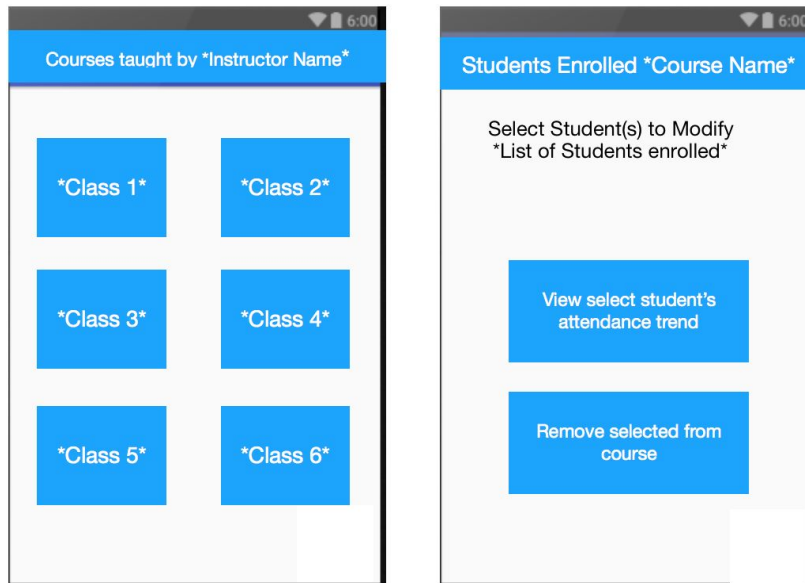 6:00
Courses taught by *Instructor Name*
*Class 1*
*Class 2*
*Class 3*
*Class 4*
*Class 5*
*Class 6*
6:00
Students Enrolled *Course Name*
Select Student(s) to Modify
*List of Students enrolled*
View select student's
attendance trend
Remove selected from
course